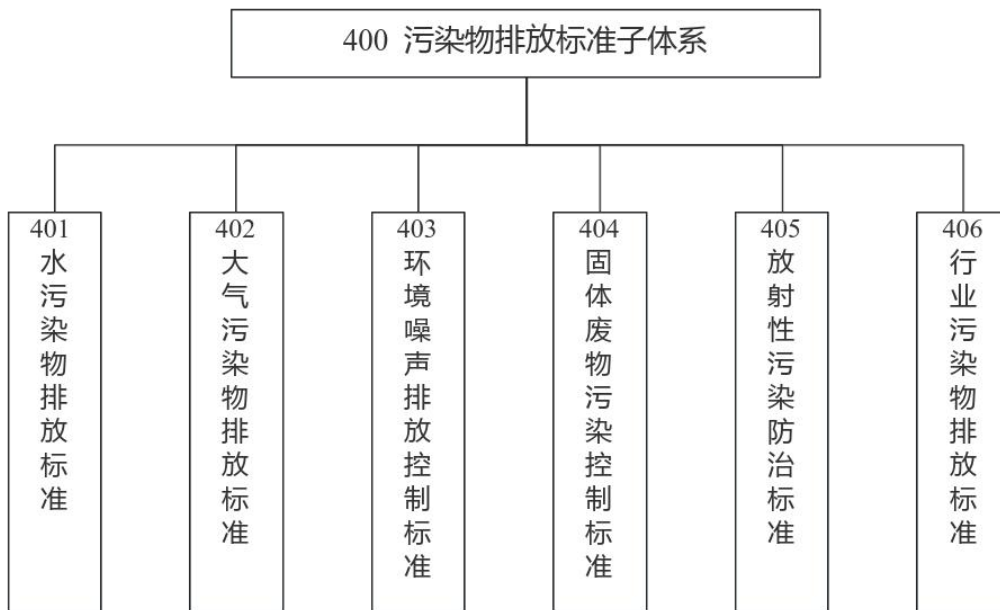 400 污染物排放标准子体系
401
水污染物排放标准
402
大气污染物排放标准
403
环境噪声排放控制标准
404
固体废物污染控制标准
405
放射性污染防治标准
406
行业污染物排放标准